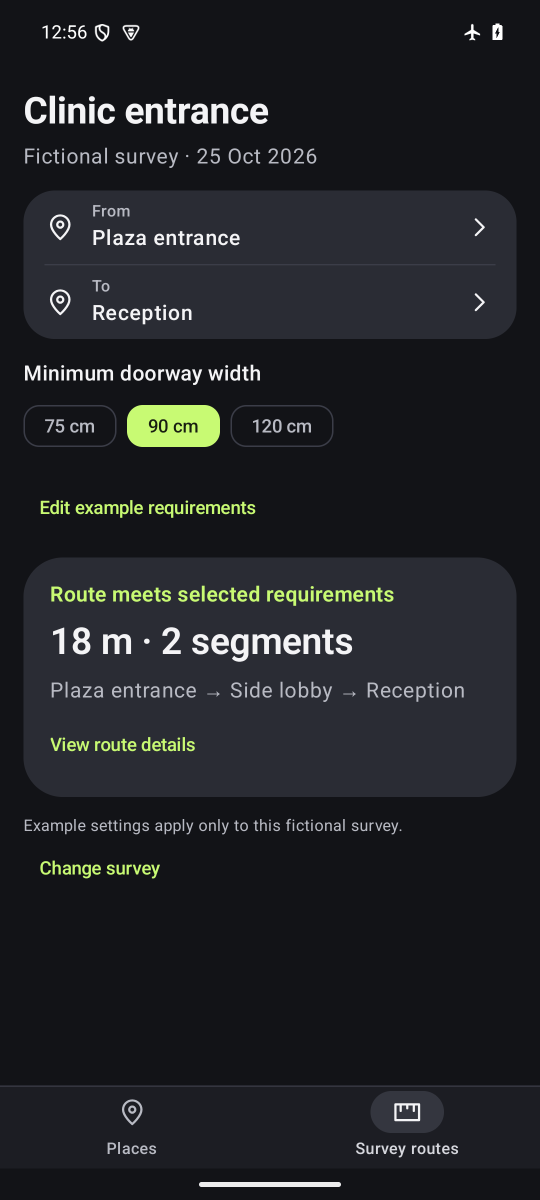 12:56
Clinic entrance
Fictional survey · 25 Oct 2026
From
Plaza entrance
To
Reception
Minimum doorway width
75 cm 90 cm 120 cm
Edit example requirements
Route meets selected requirements
18 m · 2 segments
Plaza entrance → Side lobby → Reception
View route details
Example settings apply only to this fictional survey.
Change survey
Places Survey routes